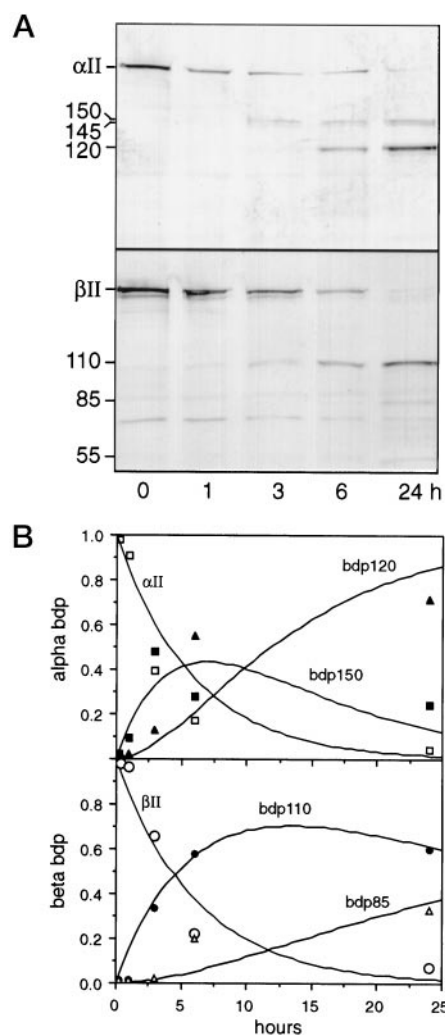 A
αII
150
145
120
βII
110
85
55
0 1 3 6 24 h
B
1.0
0.8
0.6
0.4
0.2
alpha bdp
αII
bdp120
bdp150
0.8
0.6
0.4
0.2
0.0
beta bdp
βII
bdp110
bdp85
0 5 10 15 20 25
hours